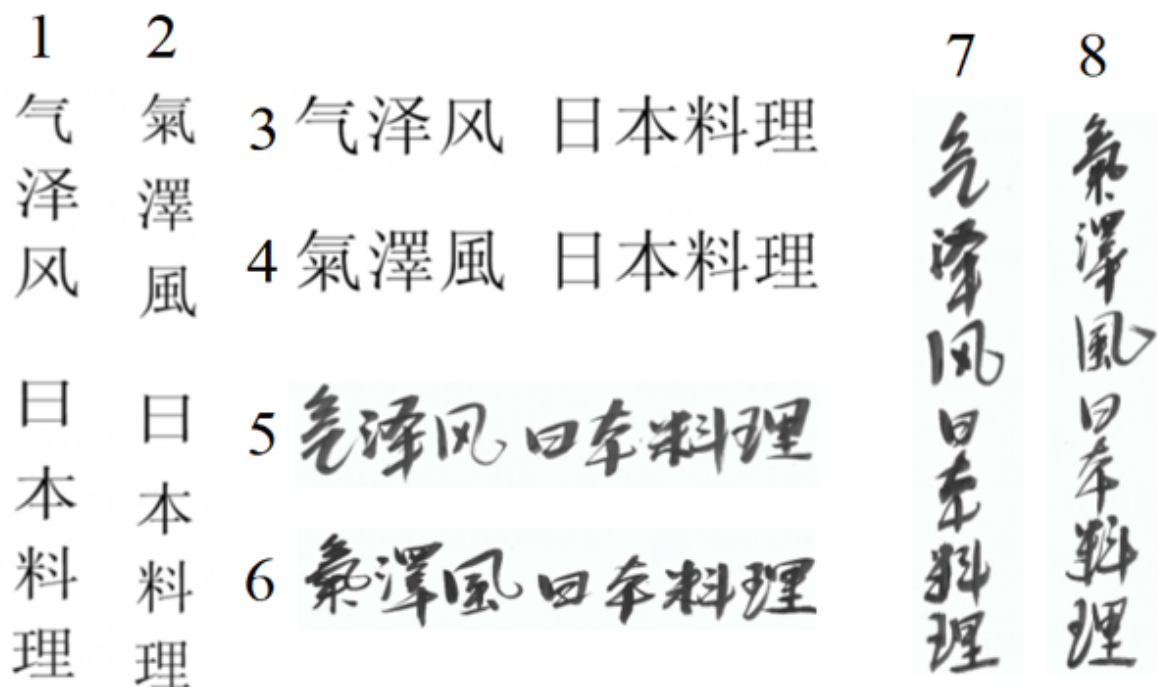 1
气泽风 日本料理
2
氣澤風 日本料理
3 气泽风 日本料理
4 氣澤風 日本料理
5 气泽风 日本料理
6 氣澤風 日本料理
7
气泽风日本料理
8
氣澤風日本料理